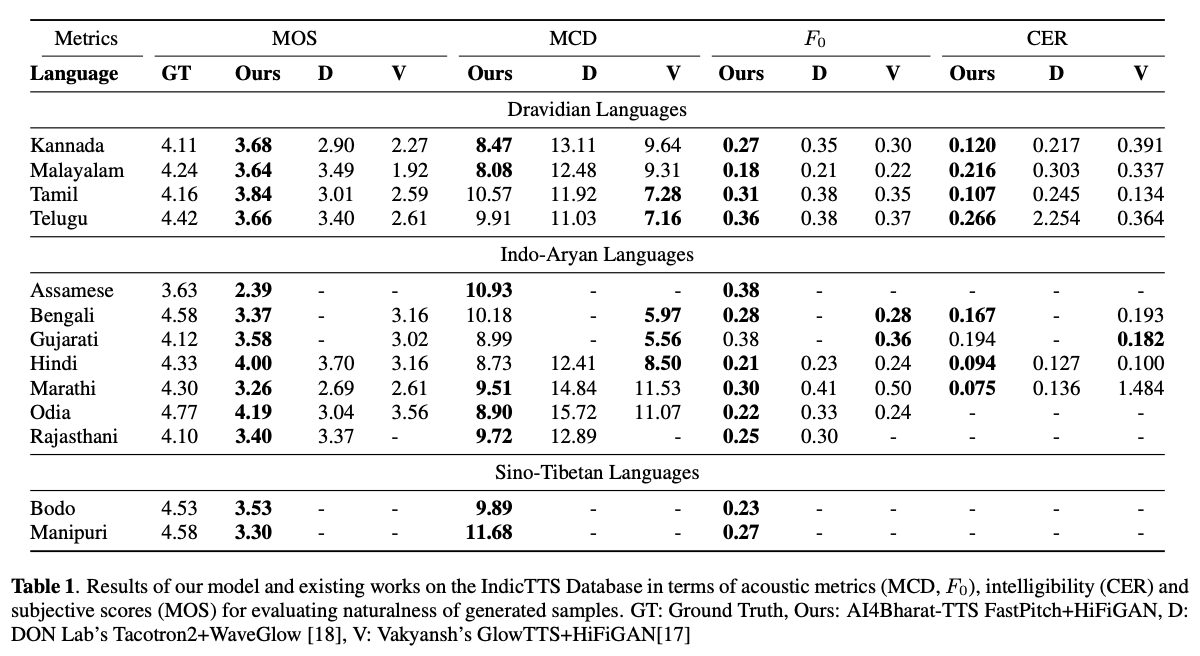 Metrics MOS MCD F0 CER
Language GT Ours D V Ours D V Ours D V Ours D V
Dravidian Languages
Kannada 4.11 3.68 2.90 2.27 8.47 13.11 9.64 0.27 0.35 0.30 0.120 0.217 0.391
Malayalam 4.24 3.64 3.49 1.92 8.08 12.48 9.31 0.18 0.21 0.22 0.216 0.303 0.337
Tamil 4.16 3.84 3.01 2.59 10.57 11.92 7.28 0.31 0.38 0.35 0.107 0.245 0.134
Telugu 4.42 3.66 3.40 2.61 9.91 11.03 7.16 0.36 0.38 0.37 0.266 2.254 0.364
Indo-Aryan Languages
Assamese 3.63 2.39 - - 10.93 - - 0.38 - - - - -
Bengali 4.58 3.37 - 3.16 10.18 - 5.97 0.28 - 0.28 0.167 - 0.193
Gujarati 4.12 3.58 - 3.02 8.99 - 5.56 0.38 - 0.36 0.194 - 0.182
Hindi 4.33 4.00 3.70 3.16 8.73 12.41 8.50 0.21 0.23 0.24 0.094 0.127 0.100
Marathi 4.30 3.26 2.69 2.61 9.51 14.84 11.53 0.30 0.41 0.50 0.075 0.136 1.484
Odia 4.77 4.19 3.04 3.56 8.90 15.72 11.07 0.22 0.33 0.24 - - -
Rajasthani 4.10 3.40 3.37 - 9.72 12.89 - 0.25 0.30 - - - -
Sino-Tibetan Languages
Bodo 4.53 3.53 - - 9.89 - - 0.23 - - - - -
Manipuri 4.58 3.30 - - 11.68 - - 0.27 - - - - -
Table 1. Results of our model and existing works on the IndicTTS Database in terms of acoustic metrics (MCD, F0), intelligibility (CER) and
subjective scores (MOS) for evaluating naturalness of generated samples. GT: Ground Truth, Ours: AI4Bharat-TTS FastPitch+HiFiGAN, D:
DON Lab's Tacotron2+WaveGlow [18], V: Vakyansh's GlowTTS+HiFiGAN[17]